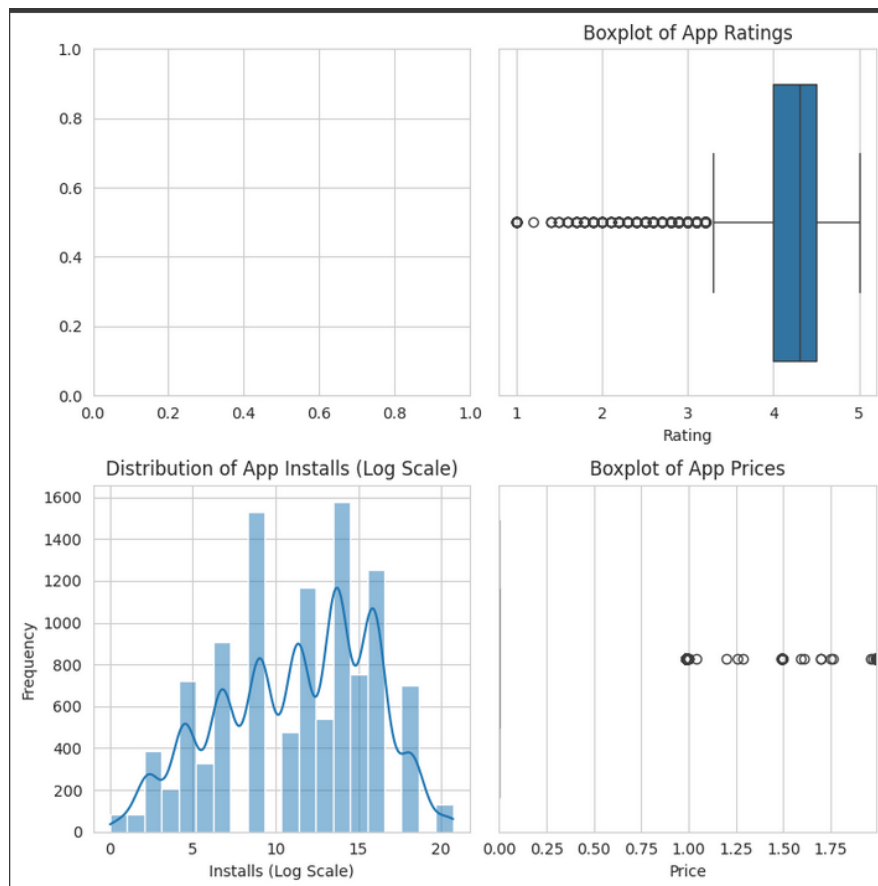 1.0
0.8
0.6
0.4
0.2
0.0
0.0 0.2 0.4 0.6 0.8 1.0
Boxplot of App Ratings
1 2 3 4 5
Rating
Distribution of App Installs (Log Scale)
1600
1400
1200
1000
800
600
400
200
0
Frequency
0 5 10 15 20
Installs (Log Scale)
Boxplot of App Prices
0.00 0.25 0.50 0.75 1.00 1.25 1.50 1.75
Price